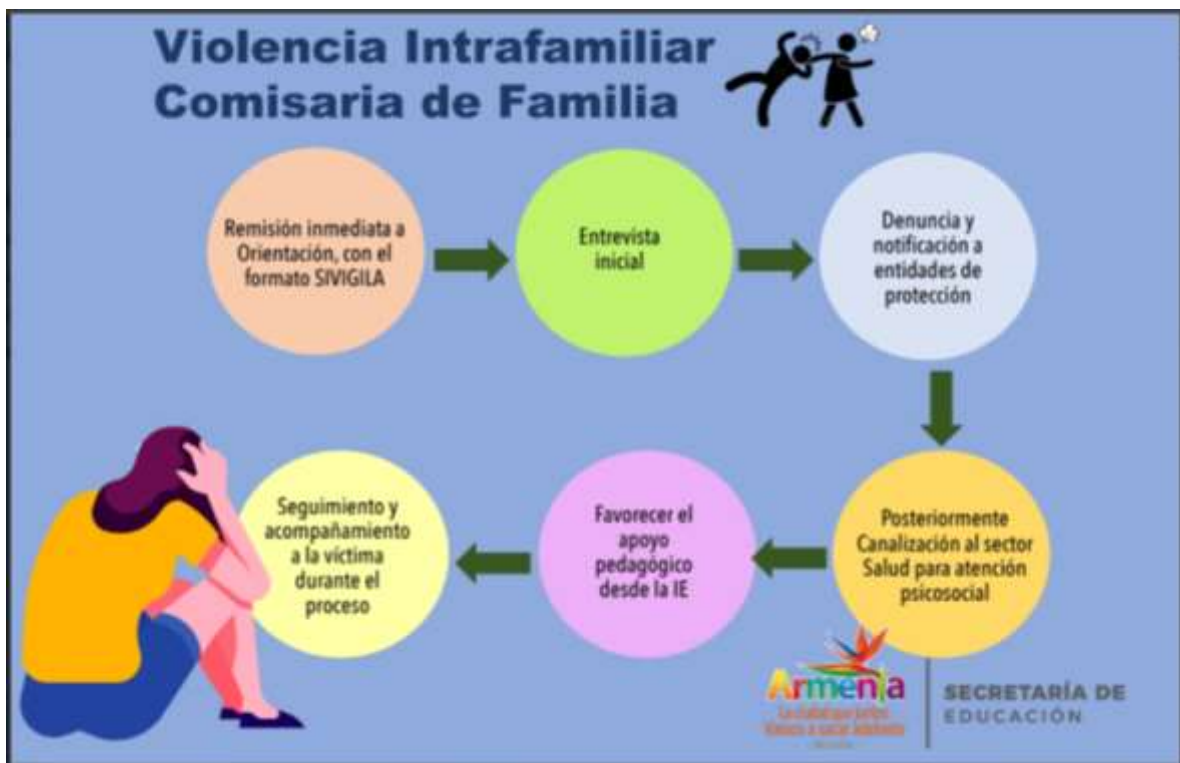 Violencia Intrafamiliar
Comisaria de Familia
Remisión inmediata a
Orientación, con el
formato SIVIGILA
Entrevista
inicial
Denuncia y
notificación a
entidades de
protección
Posteriormente
Canalización al sector
Salud para atención
psicosocial
Favorecer el
apoyo
pedagógico
desde la IE
Seguimiento y
acompañamiento
a la víctima
durante el
proceso
Armenia
SECRETARÍA DE
EDUCACIÓN